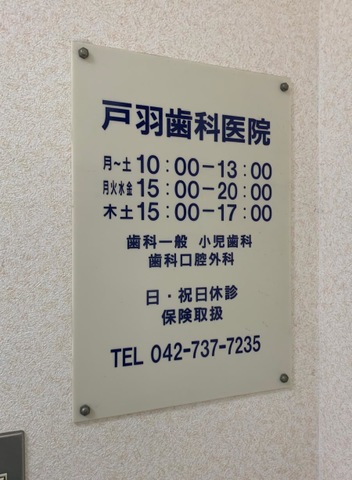 戸羽歯科医院
月~土 10:00-13:00
月火水金 15:00-20:00
木土 15:00-17:00
歯科一般 小児歯科
歯科口腔外科
日・祝日休診
保険取扱
TEL 042-737-7235